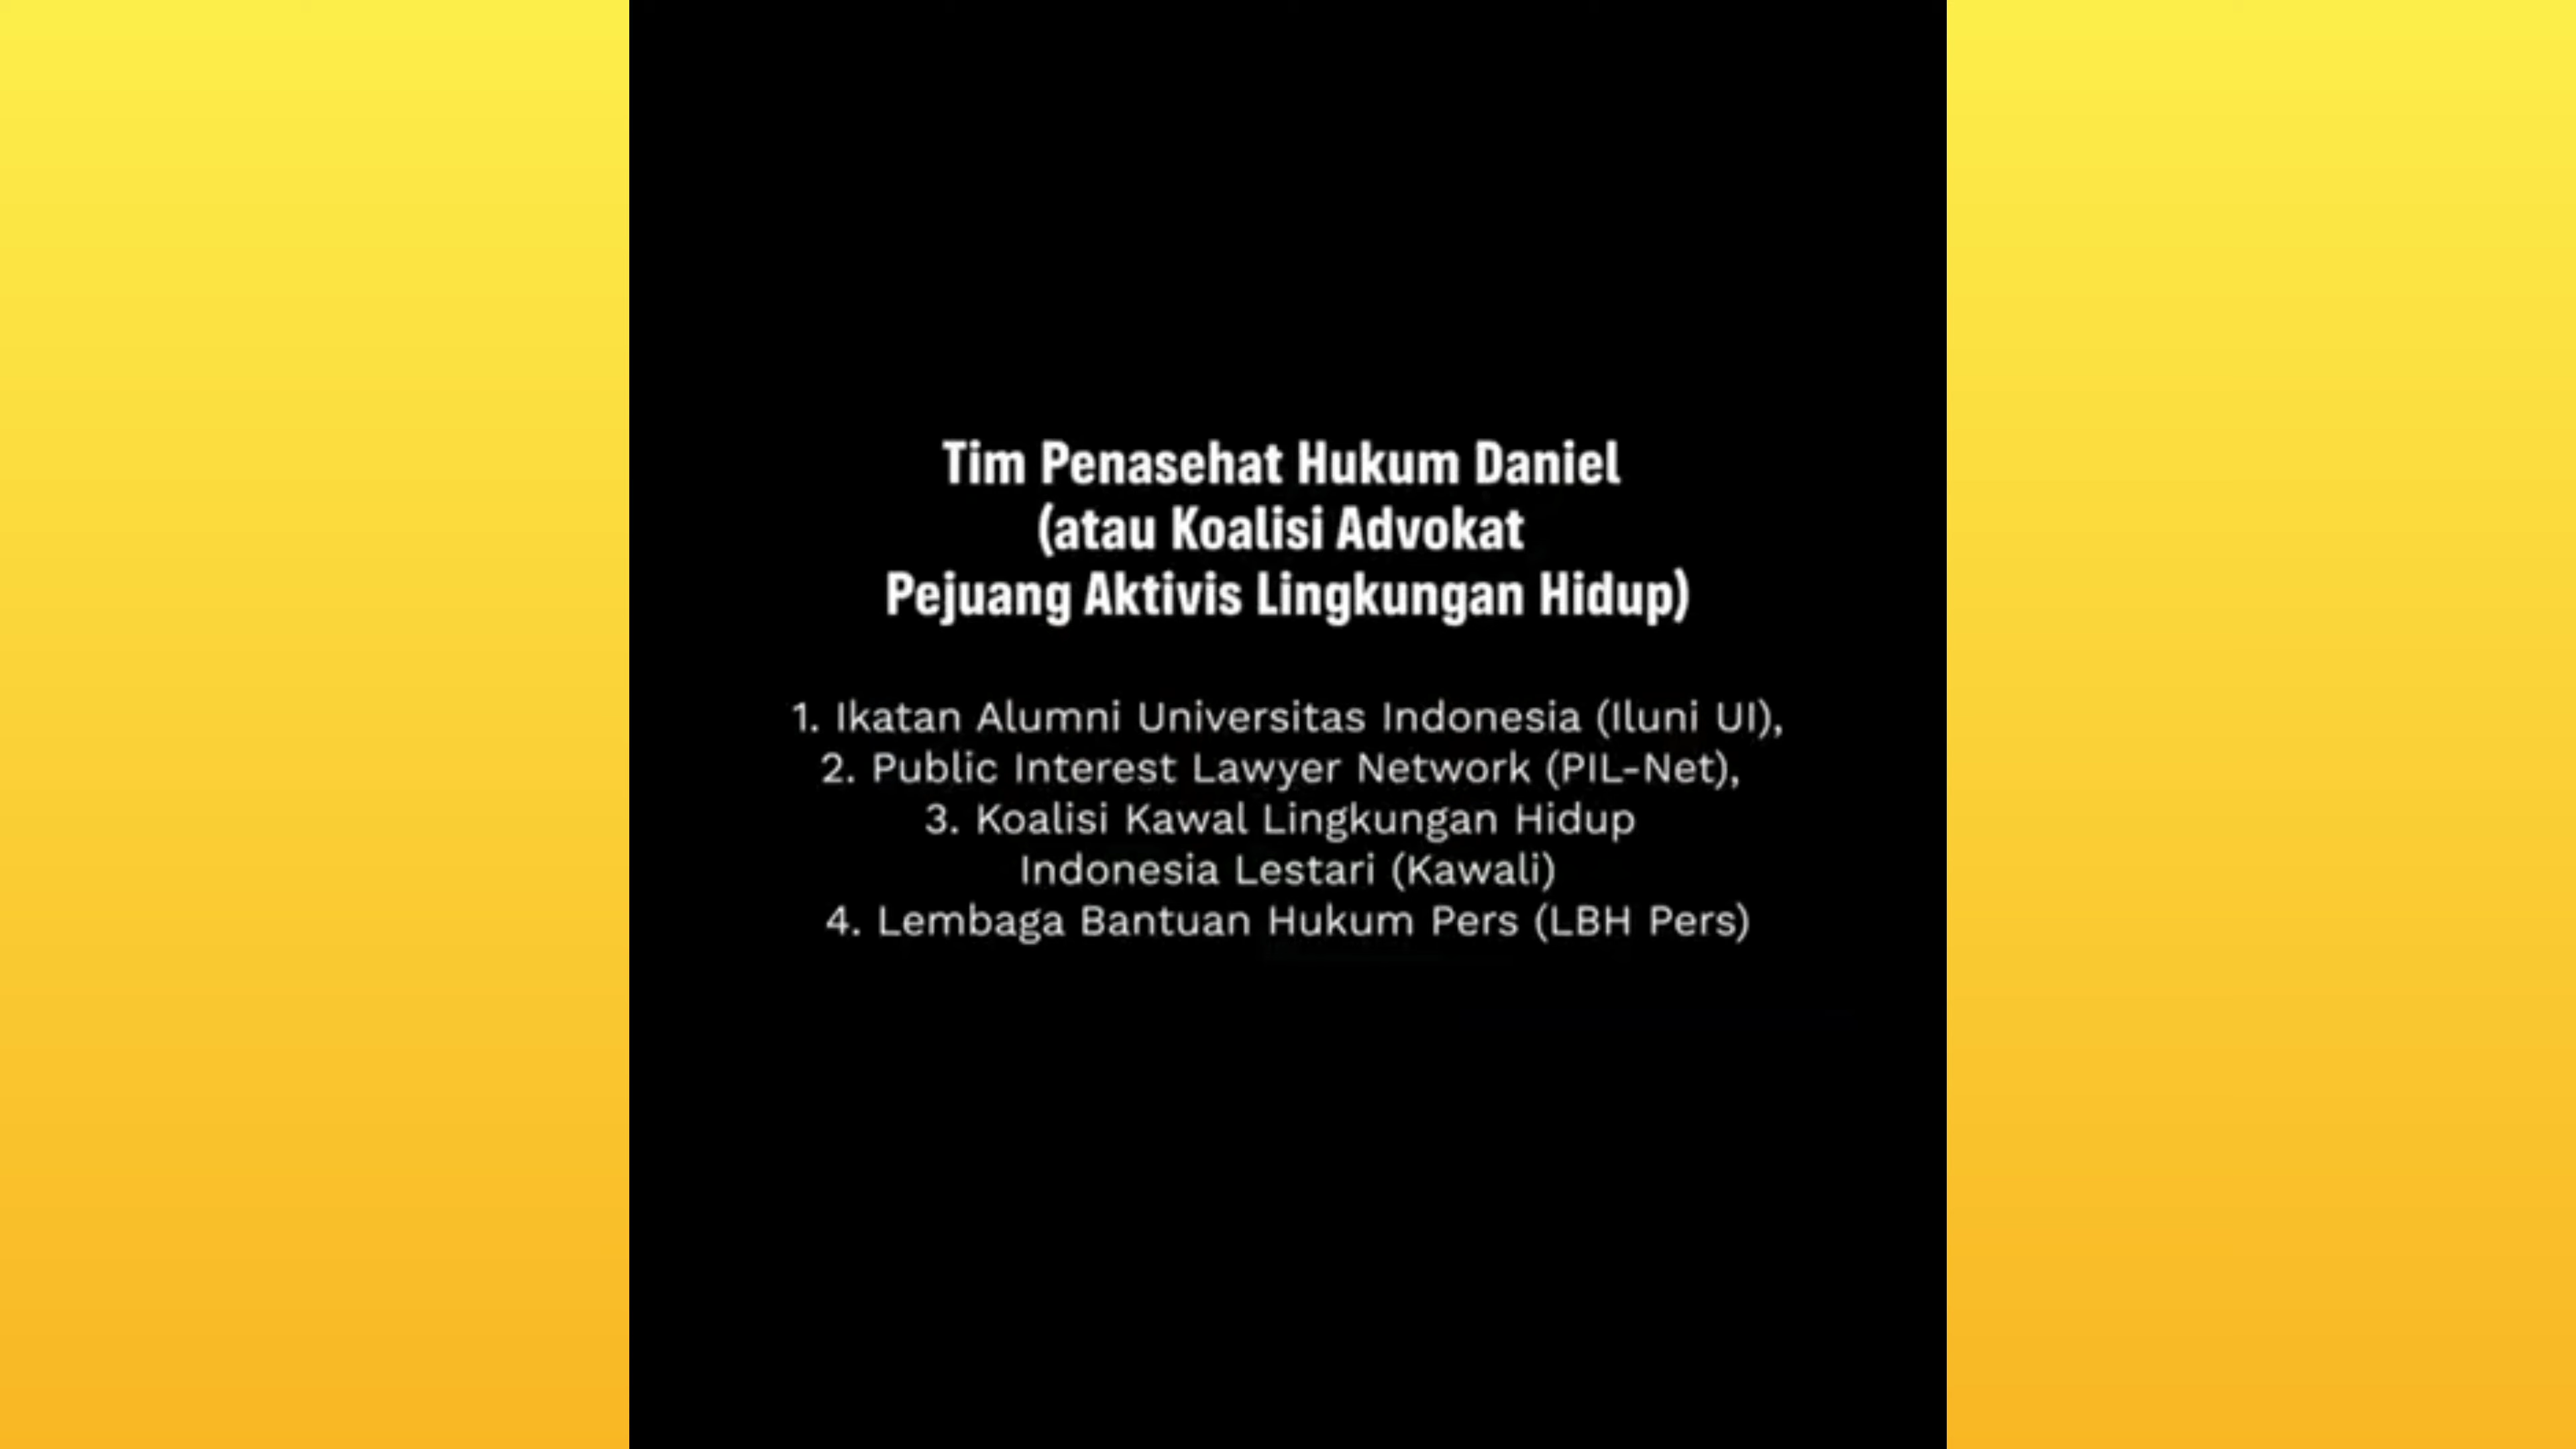 Tim Penasehat Hukum Daniel
(atau Koalisi Advokat
Pejuang Aktivis Lingkungan Hidup)
1. Ikatan Alumni Universitas Indonesia (Iluni UI),
2. Public Interest Lawyer Network (PIL-Net),
3. Koalisi Kawal Lingkungan Hidup
Indonesia Lestari (Kawali)
4. Lembaga Bantuan Hukum Pers (LBH Pers)